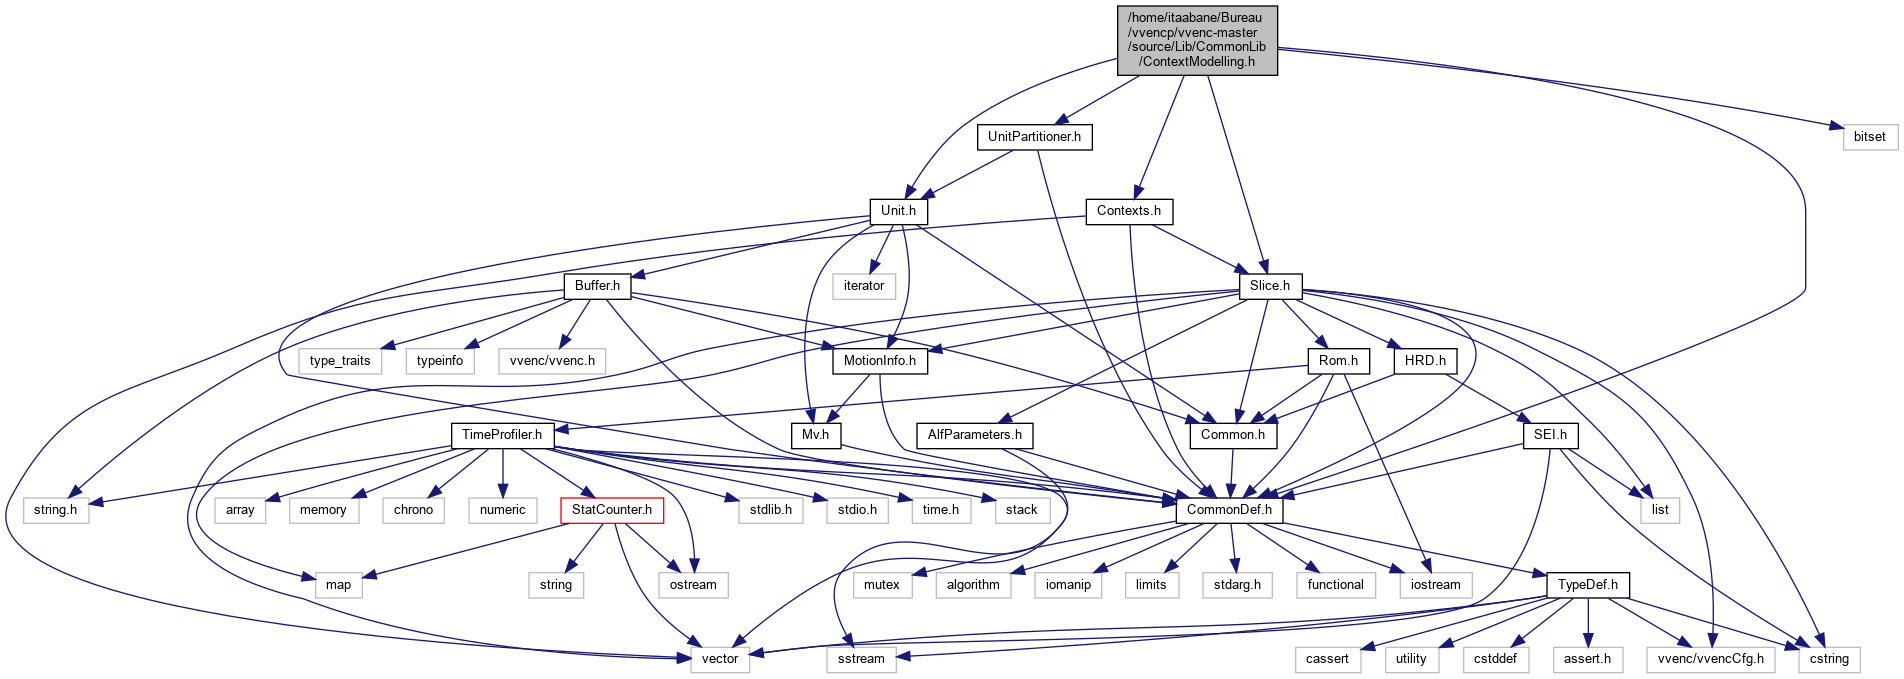 /home/itaabane/Bureau
/vvencp/vvenc-master
/source/Lib/CommonLib
/ContextModelling.h
UnitPartitioner.h
bitset
Unit.h
Contexts.h
Buffer.h
iterator
Slice.h
type_traits
typeinfo
vvenc/vvenc.h
MotionInfo.h
Rom.h
HRD.h
TimeProfiler.h
Mv.h
AlfParameters.h
Common.h
SEI.h
string.h
array
memory
chrono
numeric
StatCounter.h
stdlib.h
stdio.h
time.h
stack
CommonDef.h
list
map
string
ostream
mutex
algorithm
iomanip
limits
stdarg.h
functional
iostream
TypeDef.h
vector
sstream
cassert
utility
cstddef
assert.h
vvenc/vvencCfg.h
cstring